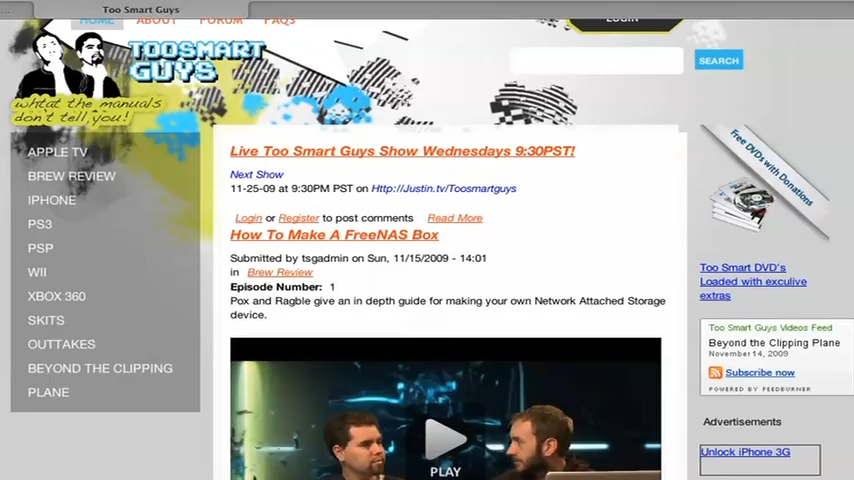 Too Smart Guys
HOME
ABOUT
FORUM
FAQS
LOGIN
TOOSMART
GUYS
SEARCH
whtat the manuals
don't tell you!
APPLE TV
BREW REVIEW
IPHONE
PS3
PSP
WII
XBOX 360
SKITS
OUTTAKES
BEYOND THE CLIPPING
PLANE
Live Too Smart Guys Show Wednesdays 9:30PST!
Next Show
11-25-09 at 9:30PM PST on Http://Justin.tv/Toosmartguys
Login or Register to post comments Read More
How To Make A FreeNAS Box
Submitted by tsgadmin on Sun, 11/15/2009 - 14:01
in Brew Review
Episode Number: 1
Pox and Ragble give an in depth guide for making your own Network Attached Storage
device.
PLAY
Free DVDs with Donations
Too Smart DVD's
Loaded with exculive
extras
Too Smart Guys Videos Feed
Beyond the Clipping Plane
November 14, 2009
Subscribe now
POWERED BY FEEDBURNER
Advertisements
Unlock iPhone 3G